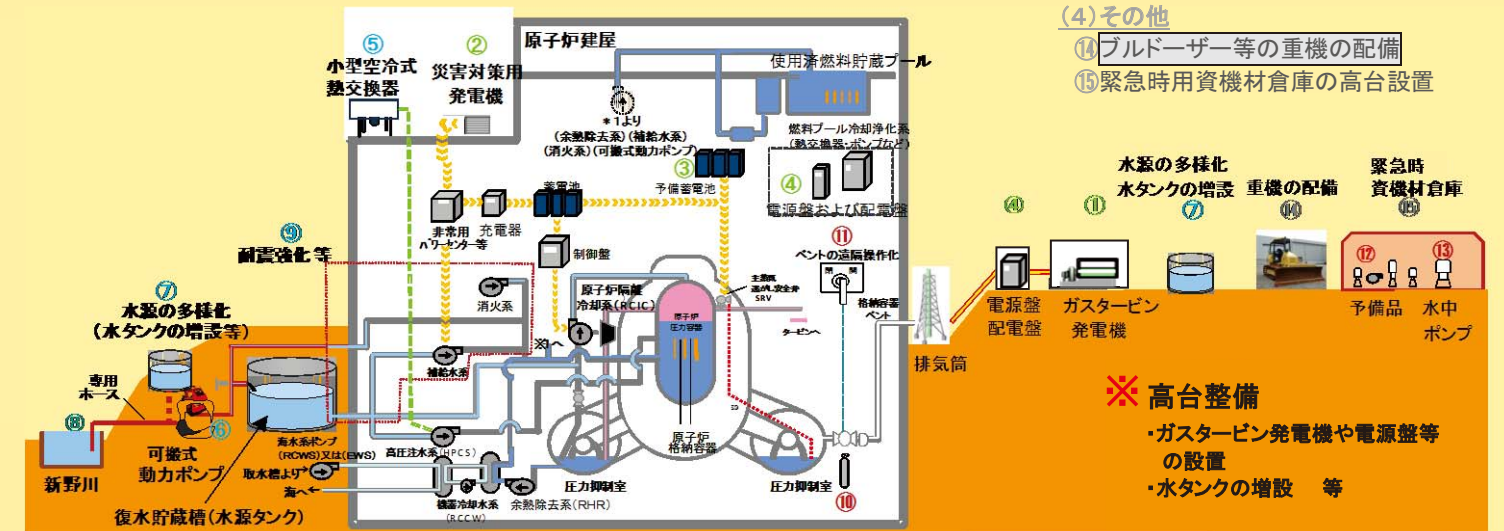 (4)その他
⑭ブルドーザー等の重機の配備
⑮緊急時用資機材倉庫の高台設置
原子炉建屋
⑤
小型空冷式
熱交換器
②
災害対策用
発電機
使用済燃料貯蔵プール
*1より
(余熱除去系)(補給水系)
(消火系)(可搬式動力ポンプ)
燃料プール冷却浄化系
(熱交換器・ポンプなど)
③
予備蓄電池
④
電源盤および配電盤
蓄電池
充電器
非常用
パワーセンター等
制御盤
⑪
ベントの遠隔操作化
閉 開
格納容器
ベント
主蒸気
逃がし安全弁
SRV
原子炉隔離
冷却系(RCIC)
消火系
原子炉
圧力容器
タービンへ
補給水系
⑨
耐震強化等
⑦
水源の多様化
(水タンクの増設等)
専用
ホース
⑧
新野川
⑥
可搬式
動力ポンプ
海水系ポンプ
(RCWS)又は(EWS)
取水槽より
海へ←
復水貯蔵槽(水源タンク)
高圧注水系(HPCS)
機器冷却水系
(RCCW)
余熱除去系(RHR)
圧力抑制室
原子炉
格納容器
圧力抑制室
⑩
排気筒
④
電源盤
配電盤
①
ガスタービン
発電機
水源の多様化
水タンクの増設
⑦
重機の配備
⑭
緊急時
資機材倉庫
⑮
⑫
予備品
⑬
水中
ポンプ
※ 高台整備
・ガスタービン発電機や電源盤等
の設置
・水タンクの増設 等